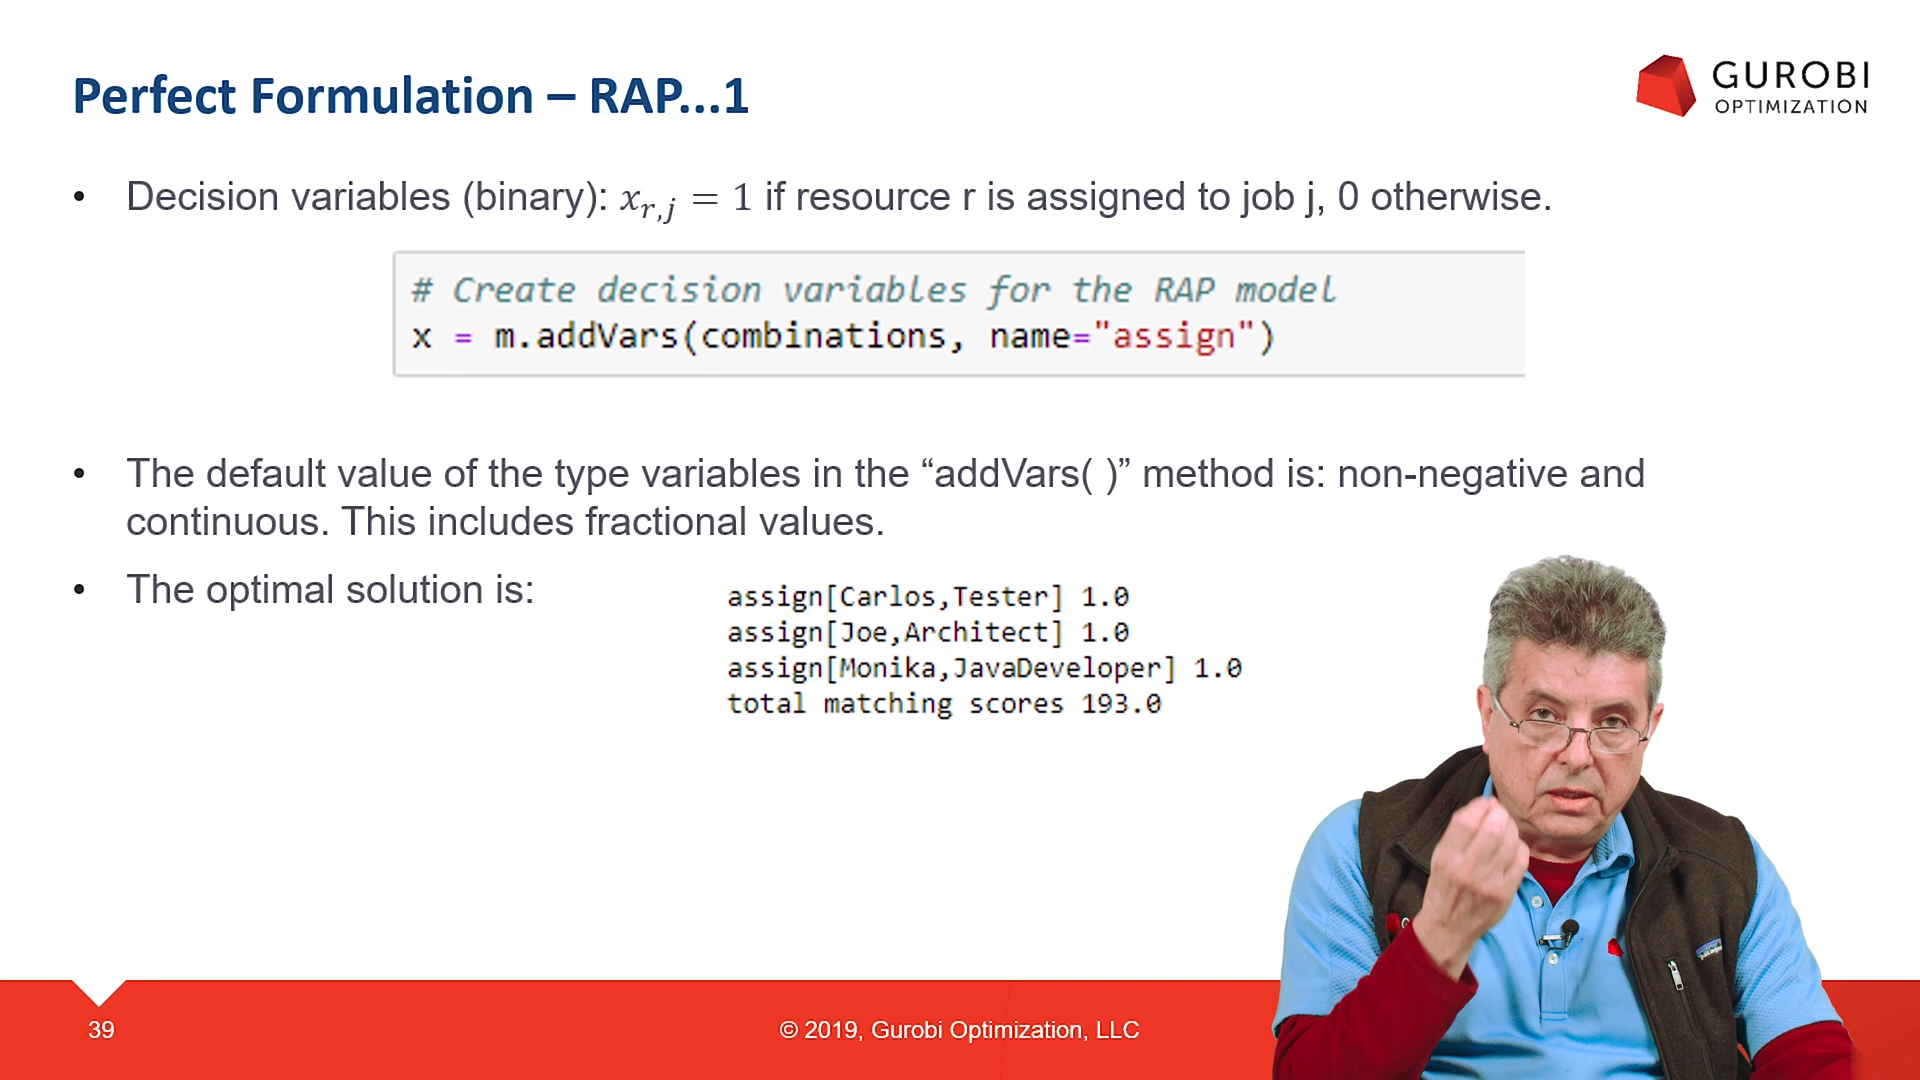 Perfect Formulation – RAP...1
GUROBI
OPTIMIZATION
• Decision variables (binary): x_{r,j} = 1 if resource r is assigned to job j, 0 otherwise.
# Create decision variables for the RAP model
x = m.addVars(combinations, name="assign")
• The default value of the type variables in the “addVars( )” method is: non-negative and
continuous. This includes fractional values.
• The optimal solution is:
assign[Carlos,Tester] 1.0
assign[Joe,Architect] 1.0
assign[Monika,JavaDeveloper] 1.0
total matching scores 193.0
patagonia
39
© 2019, Gurobi Optimization, LLC